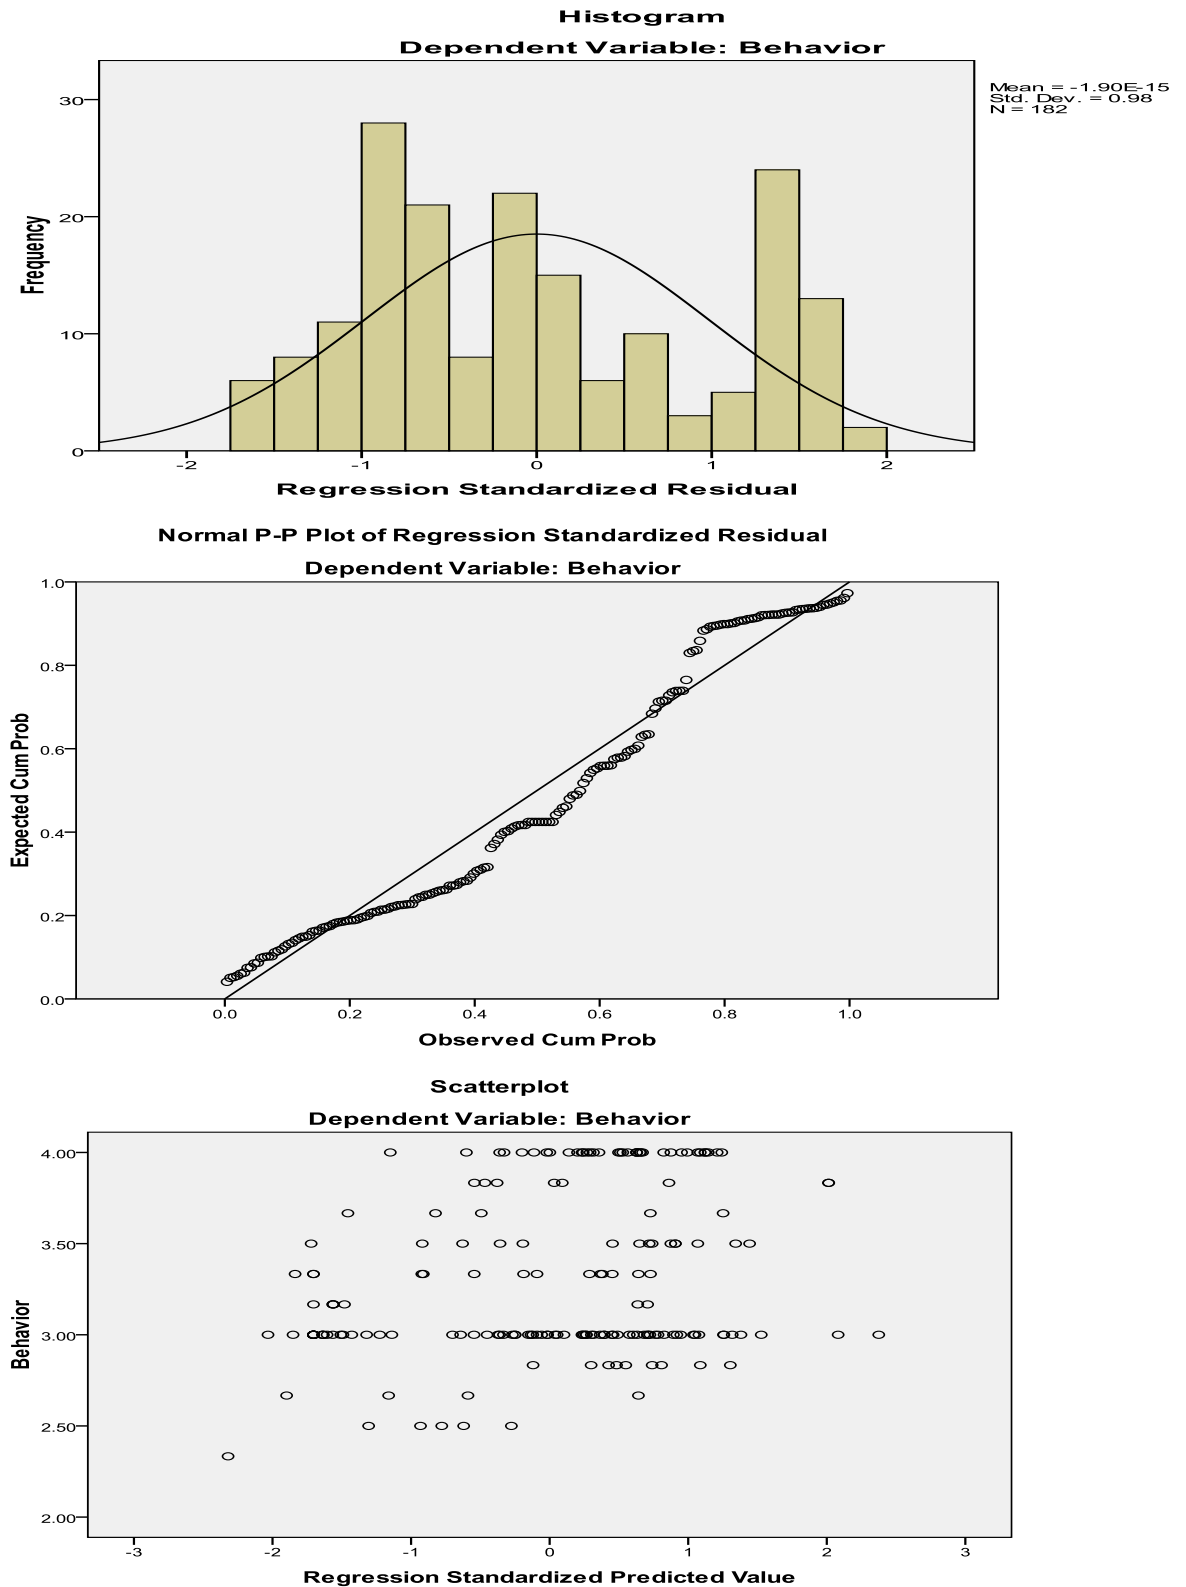 Histogram
Dependent Variable: Behavior
Mean = -1.90E-15
Std. Dev. = 0.98
N = 182
30
20
10
0
Frequency
-2 -1 0 1 2
Regression Standardized Residual
Normal P-P Plot of Regression Standardized Residual
Dependent Variable: Behavior
1.0
0.8
0.6
0.4
0.2
0.0
Expected Cum Prob
0.0 0.2 0.4 0.6 0.8 1.0
Observed Cum Prob
Scatterplot
Dependent Variable: Behavior
4.00
3.50
3.00
2.50
2.00
Behavior
-3 -2 -1 0 1 2 3
Regression Standardized Predicted Value